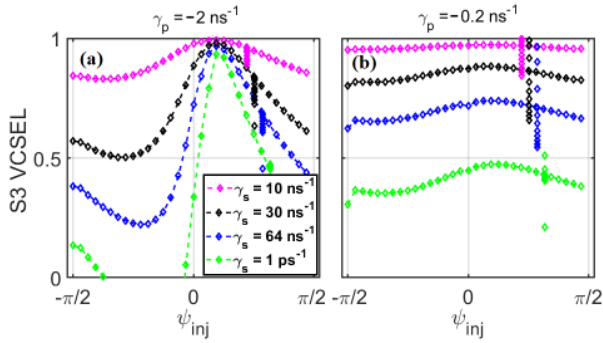 γp = −2 ns⁻¹
γp = −0.2 ns⁻¹
(a)
(b)
S3 VCSEL
1
0.5
0
γs = 10 ns⁻¹
γs = 30 ns⁻¹
γs = 64 ns⁻¹
γs = 1 ps⁻¹
-π/2 0 π/2
-π/2 0 π/2
ψinj
ψinj